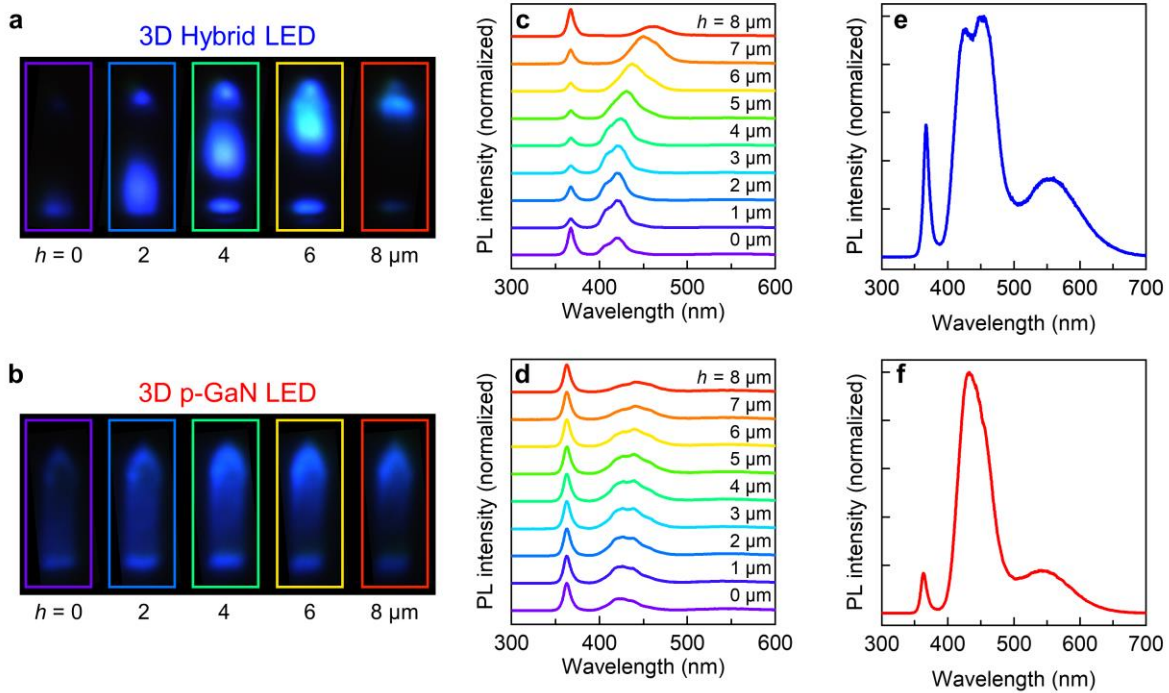 a
3D Hybrid LED
h = 0 2 4 6 8 µm
c
PL intensity (normalized)
h = 8 µm
7 µm
6 µm
5 µm
4 µm
3 µm
2 µm
1 µm
0 µm
300 400 500 600
Wavelength (nm)
e
PL intensity (normalized)
300 400 500 600 700
Wavelength (nm)
b
3D p-GaN LED
h = 0 2 4 6 8 µm
d
PL intensity (normalized)
h = 8 µm
7 µm
6 µm
5 µm
4 µm
3 µm
2 µm
1 µm
0 µm
300 400 500 600
Wavelength (nm)
f
PL intensity (normalized)
300 400 500 600 700
Wavelength (nm)